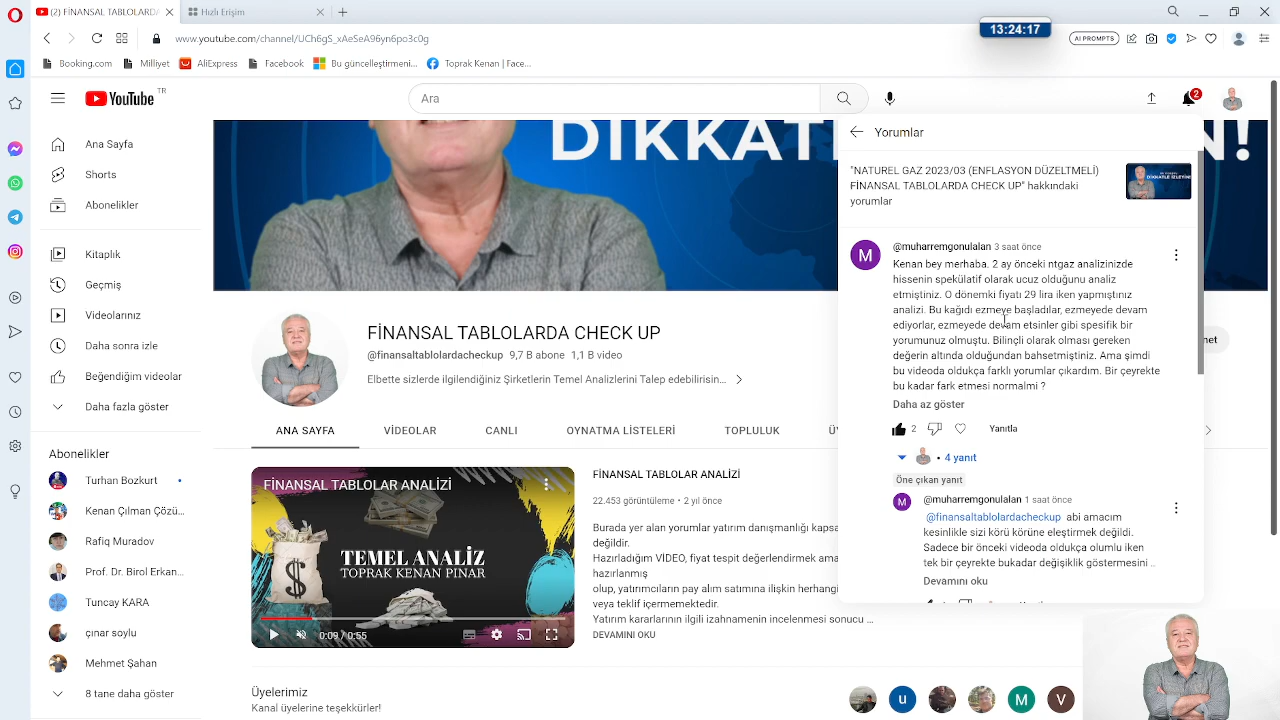 (2) FİNANSAL TABLOLARDA
Hızlı Erişim
13:24:17
www.youtube.com/chann
gS_xAeSeA96vn6po3c0g
AI PROMPTS
Booking.com
Milliyet
AliExpress
Facebook
Bu güncelleştirmeni...
Toprak Kenan | Face...
YouTube TR
Ara
2
Ana Sayfa
Shorts
Abonelikler
Kitaplık
Geçmiş
Videolarınız
Daha sonra izle
Beğendiğim videolar
Daha fazla göster
Abonelikler
Turhan Bozkurt
Kenan Çılman Çözü...
Rafiq Muradov
Prof. Dr. Birol Erkan...
Tuncay KARA
çınar soylu
Mehmet Şahan
8 tane daha göster
DİKKAT
N!
FİNANSAL TABLOLARDA CHECK UP
@finansaltablolardacheckup 9,7 B abone 1,1 B video
Elbette sizlerde ilgilendiğiniz Şirketlerin Temel Analizlerini Talep edebilirisin...
net
ANA SAYFA
VİDEOLAR
CANLI
OYNATMA LİSTELERİ
TOPLULUK
FİNANSAL TABLOLAR ANALİZİ
TEMEL ANALİZ
TOPRAK KENAN PINAR
0:09 / 0:55
FİNANSAL TABLOLAR ANALİZİ
22.453 görüntüleme • 2 yıl önce
Burada yer alan yorumlar yatırım danışmanlığı kapsa
değildir.
Hazırladığım VİDEO, fiyat tespit değerlendirmek ama
hazırlanmış
olup, yatırımcıların pay alım satımına ilişkin herhangi
veya teklif içermemektedir.
Yatırım kararlarının ilgili izahnamenin incelenmesi sonucu ...
DEVAMINI OKU
Üyelerimiz
Kanal üyelerine teşekkürler!
u
M
V
Yorumlar
"NATUREL GAZ 2023/03 (ENFLASYON DÜZELTMELİ)
FİNANSAL TABLOLARDA CHECK UP" hakkındaki
yorumlar
DİKKATLE İZLEYİNİ
M
@muharremgonulalan 3 saat önce
Kenan bey merhaba. 2 ay önceki ntgaz analizinizde
hissenin spekülatif olarak ucuz olduğunu analiz
etmiştiniz. O dönemki fiyatı 29 lira iken yapmıştınız
analizi. Bu kağıdı ezmeye başladılar, ezmeyede devam
ediyorlar, ezmeyede devam etsinler gibi spesifik bir
yorumunuz olmuştu. Bilinçli olarak olması gereken
değerin altında olduğundan bahsetmiştiniz. Ama şimdi
bu videoda oldukça farklı yorumlar çıkardım. Bir çeyrekte
bu kadar fark etmesi normalmi ?
Daha az göster
2
Yanıtla
• 4 yanıt
Öne çıkan yanıt
M
@muharremgonulalan 1 saat önce
@finansaltablolardacheckup abi amacım
kesinlikle sizi körü körüne eleştirmek değildi.
Sadece bir önceki videoda oldukça olumlu iken
tek bir çeyrekte bukadar değişiklik göstermesini ..
Devamını oku